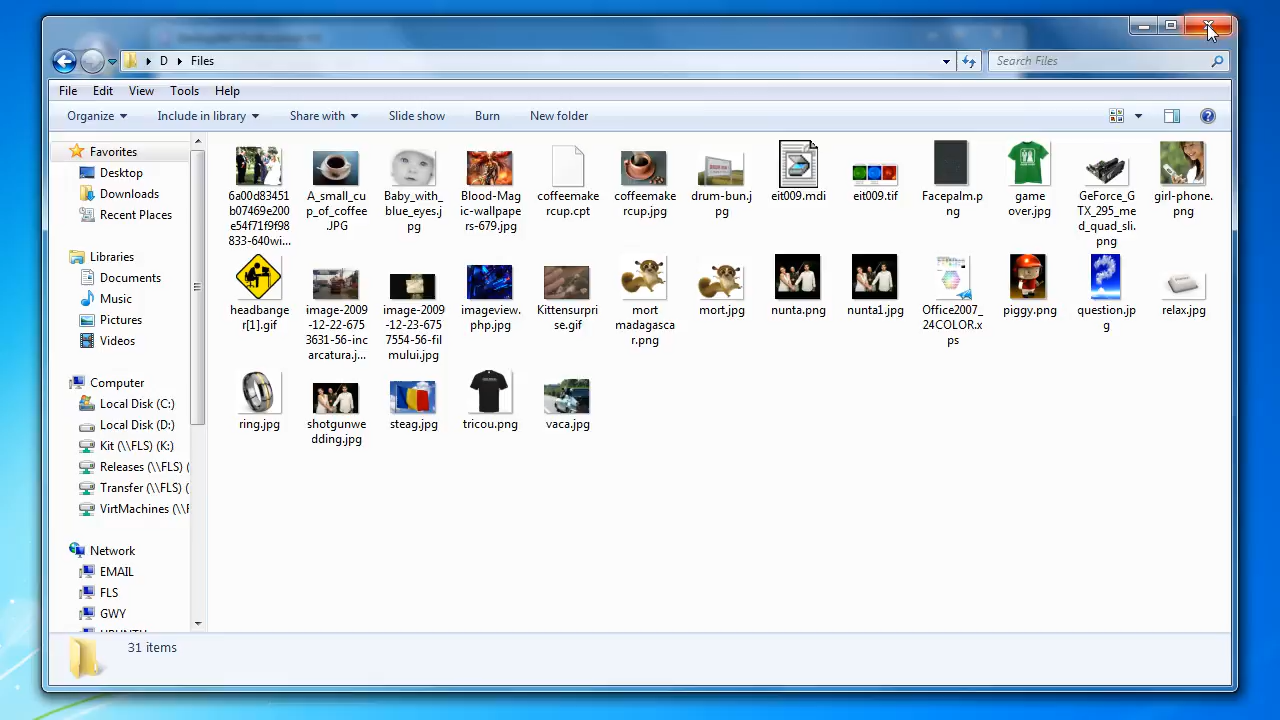 D Files
Search Files
File Edit View Tools Help
Organize Include in library Share with Slide show Burn New folder
Favorites
Desktop
Downloads
Recent Places
Libraries
Documents
Music
Pictures
Videos
Computer
Local Disk (C:)
Local Disk (D:)
Kit (\\FLS) (K:)
Releases (\\FLS) (
Transfer (\\FLS) (
VirtMachines (\\F
Network
EMAIL
FLS
GWY
6a00d83451
b07469e200
e54f71f9f98
833-640wi...
A_small_cu
p_of_coffee
.JPG
Baby_with_
blue_eyes.j
pg
Blood-Ma
gic-wallpape
rs-679.jpg
coffeemake
rcup.cpt
coffeemake
rcup.jpg
drum-bun.j
pg
eit009.mdi
eit009.tif
Facepalm.p
ng
game
over.jpg
GeForce_G
TX_295_me
d_quad_sli.
png
girl-phone.
png
headbange
r[1].gif
image-2009
-12-22-675
3631-56-inc
arcatura.j...
image-2009
-12-23-675
7554-56-fil
mului.jpg
imageview.
php.jpg
Kittensurpri
se.gif
mort
madagasca
r.png
mort.jpg
nunta.png
nunta1.jpg
Office2007_
24COLOR.x
ps
piggy.png
question.jp
g
relax.jpg
ring.jpg
shotgunwe
dding.jpg
steag.jpg
tricou.png
vaca.jpg
31 items